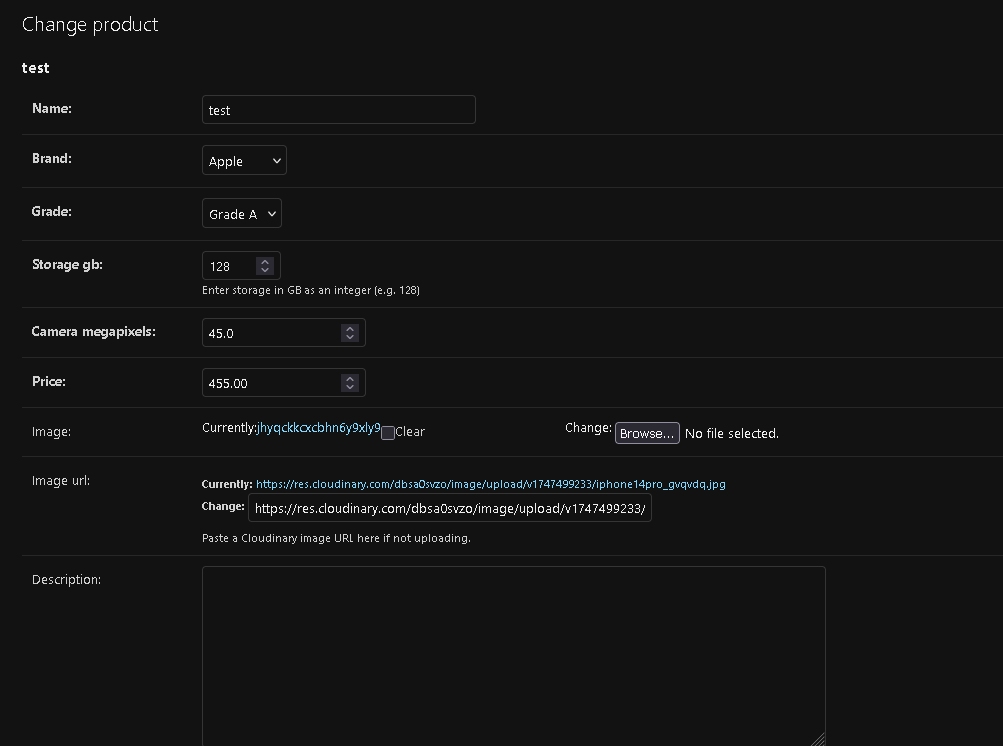 Change product
test
Name: test
Brand: Apple
Grade: Grade A
Storage gb: 128
Enter storage in GB as an integer (e.g. 128)
Camera megapixels: 45.0
Price: 455.00
Image: Currently:jhyqckkcxcbhn6y9xly9 Clear Change: Browse... No file selected.
Image url: Currently: https://res.cloudinary.com/dbsa0svzo/image/upload/v1747499233/iphone14pro_gvqvdq.jpg
Change: https://res.cloudinary.com/dbsa0svzo/image/upload/v1747499233/
Paste a Cloudinary image URL here if not uploading.
Description: